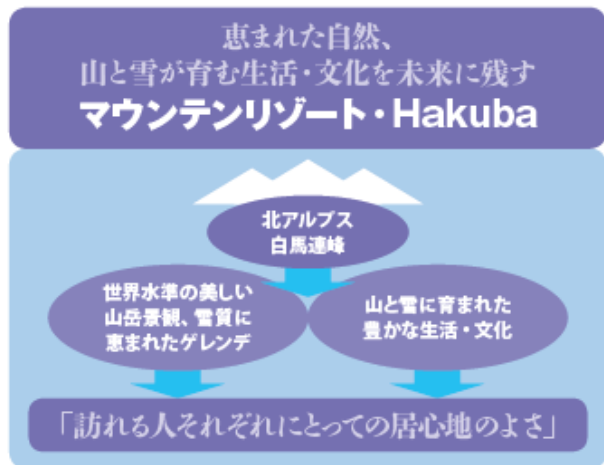 恵まれた自然、
山と雪が育む生活・文化を未来に残す
マウンテンリゾート・Hakuba
北アルプス
白馬連峰
世界水準の美しい
山岳景観、雪質に
恵まれたゲレンデ
山と雪に育まれた
豊かな生活・文化
「訪れる人それぞれにとっての居心地のよさ」